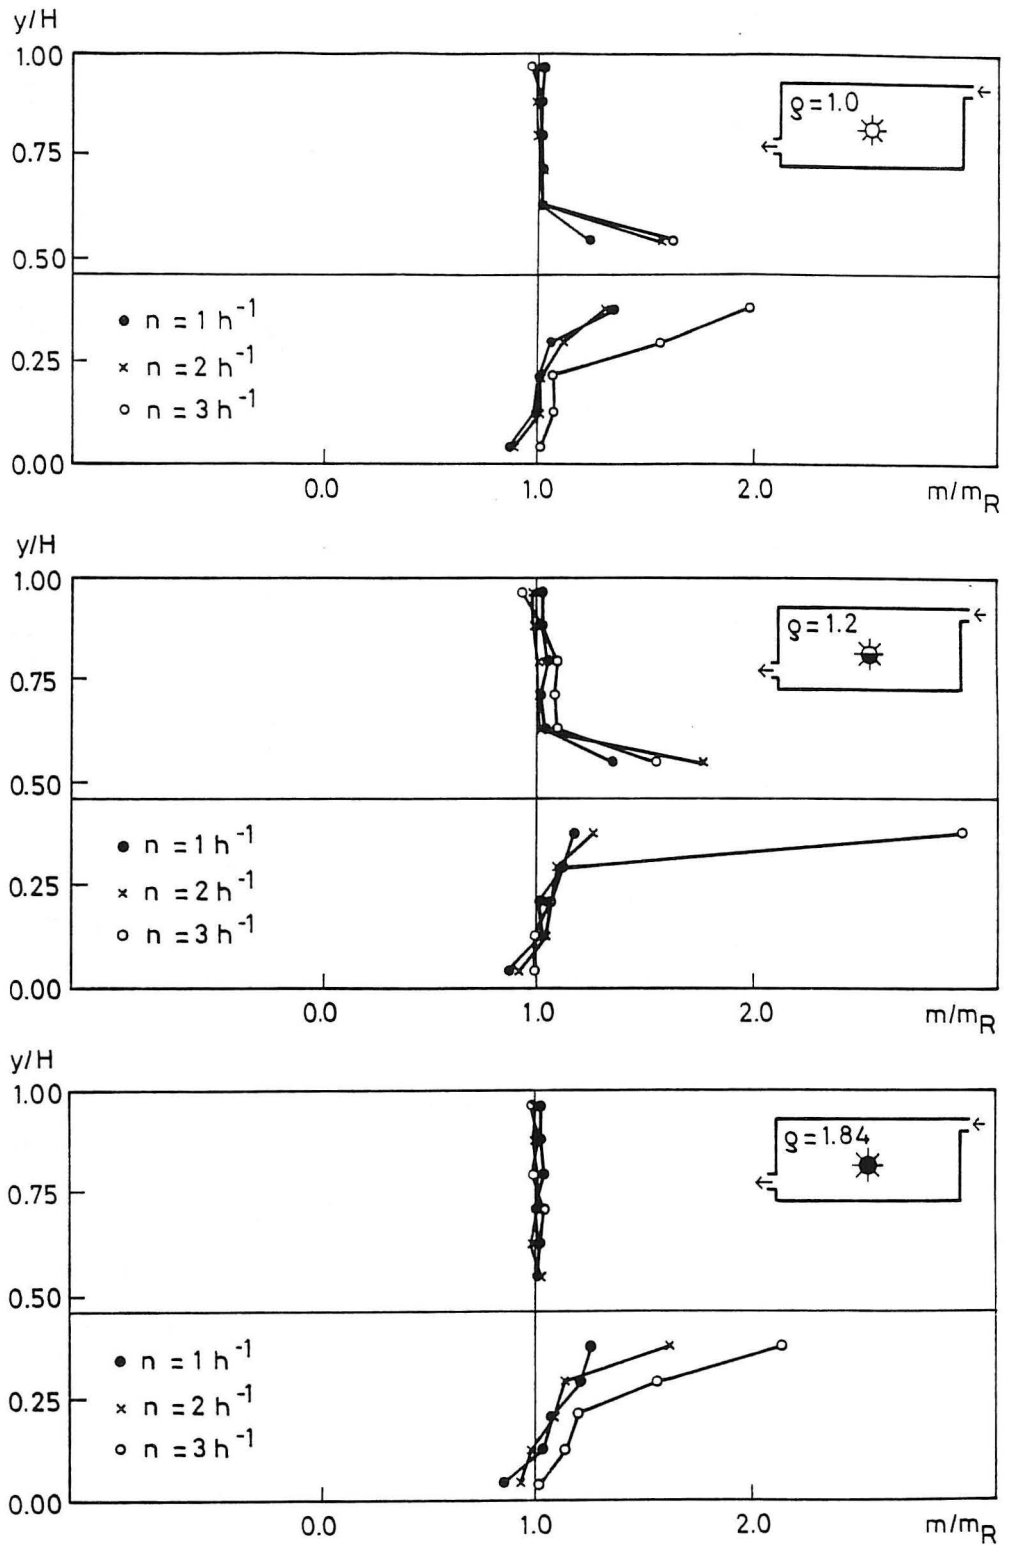 y/H
1.00
ϱ = 1.0
0.75
0.50
● n = 1 h⁻¹
0.25
× n = 2 h⁻¹
○ n = 3 h⁻¹
0.00
0.0 1.0 2.0 m/m_R
y/H
1.00
ϱ = 1.2
0.75
0.50
● n = 1 h⁻¹
0.25
× n = 2 h⁻¹
○ n = 3 h⁻¹
0.00
0.0 1.0 2.0 m/m_R
y/H
1.00
ϱ = 1.84
0.75
0.50
● n = 1 h⁻¹
0.25
× n = 2 h⁻¹
○ n = 3 h⁻¹
0.00
0.0 1.0 2.0 m/m_R